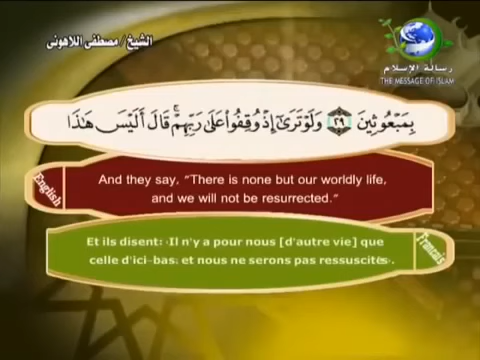 الشيخ/ مصطفى اللاهونى
رسالة الإسلام
THE MESSAGE OF ISLAM
بِمَبْعُوثِينَ ٢٩ وَلَوْ تَرَىٰ إِذْ وُقِفُوا عَلَىٰ رَبِّهِمْ ۚ قَالَ أَلَيْسَ هَٰذَا
English
And they say, "There is none but our worldly life,
and we will not be resurrected."
Et ils disent: ‹Il n'y a pour nous [d'autre vie] que
celle d'ici-bas; et nous ne serons pas ressuscités›.
Francais